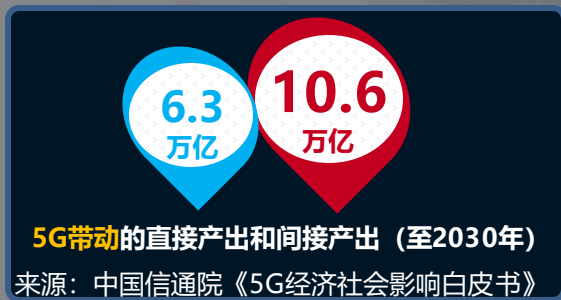 6.3
万亿
10.6
万亿
5G带动的直接产出和间接产出（至2030年）
来源：中国信通院《5G经济社会影响白皮书》